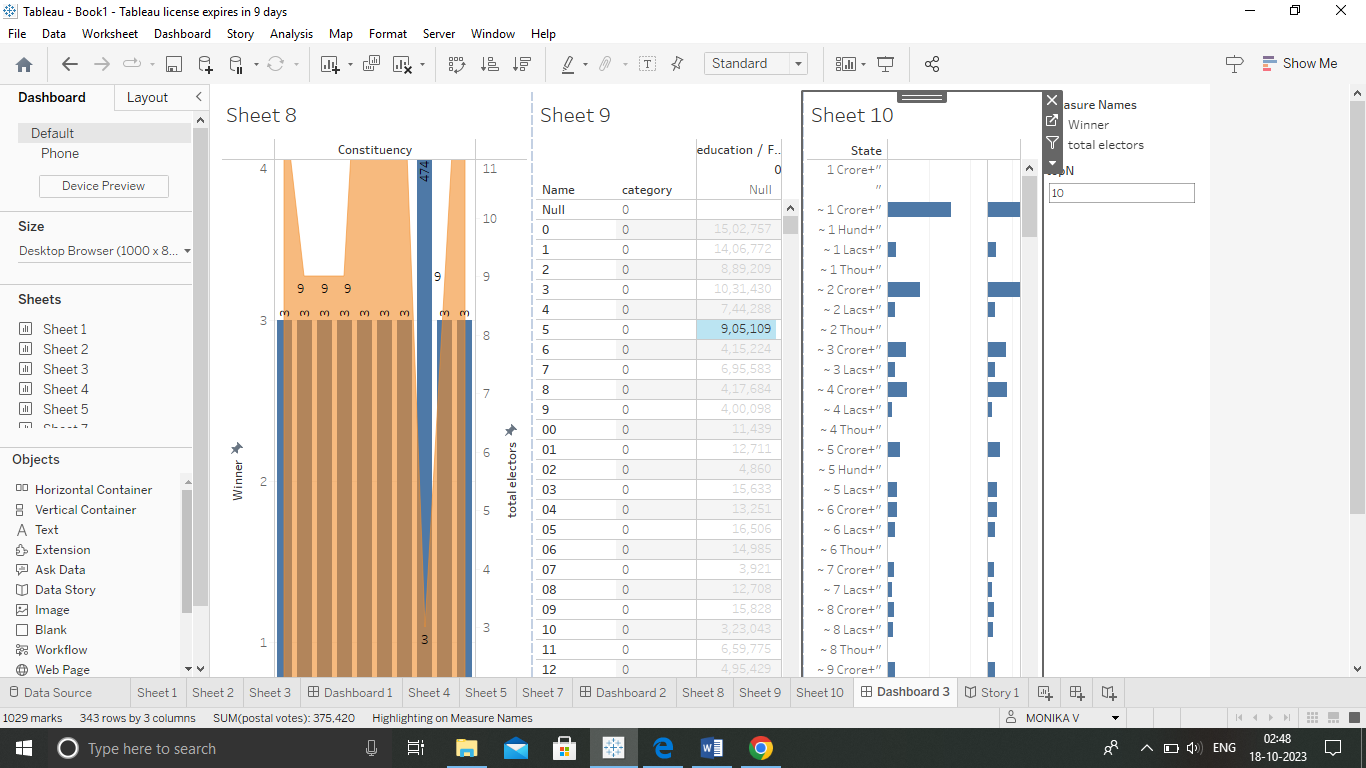 Tableau - Book1 - Tableau license expires in 9 days
File Data Worksheet Dashboard Story Analysis Map Format Server Window Help
Standard
Show Me
Dashboard Layout
Default
Phone
Device Preview
Size
Desktop Browser (1000 x 8...
Sheets
Sheet 1
Sheet 2
Sheet 3
Sheet 4
Sheet 5
Objects
Horizontal Container
Vertical Container
Text
Extension
Ask Data
Data Story
Image
Blank
Workflow
Web Page
Sheet 8
Constituency
4
3
2
1
Winner
474
9
9 9 9
3 3 3 3 3 3 3 3 3
3
11
10
9
8
7
6
5
4
3
total electors
Sheet 9
education / F..
0
Name category Null
Null 0
0 0 15,02,757
1 0 14,06,772
2 0 8,89,209
3 0 10,31,430
4 0 7,44,288
5 0 9,05,109
6 0 4,15,224
7 0 6,95,583
8 0 4,17,684
9 0 4,00,098
00 0 11,439
01 0 12,711
02 0 4,860
03 0 15,633
04 0 13,251
05 0 16,506
06 0 14,985
07 0 3,921
08 0 12,708
09 0 15,828
10 0 3,23,043
11 0 6,59,775
12 0 4,95,429
Sheet 10
State
1 Crore+"
"
~ 1 Crore+"
~ 1 Hund+"
~ 1 Lacs+"
~ 1 Thou+"
~ 2 Crore+"
~ 2 Lacs+"
~ 2 Thou+"
~ 3 Crore+"
~ 3 Lacs+"
~ 4 Crore+"
~ 4 Lacs+"
~ 4 Thou+"
~ 5 Crore+"
~ 5 Hund+"
~ 5 Lacs+"
~ 6 Crore+"
~ 6 Lacs+"
~ 6 Thou+"
~ 7 Crore+"
~ 7 Lacs+"
~ 8 Crore+"
~ 8 Lacs+"
~ 8 Thou+"
~ 9 Crore+"
asure Names
Winner
total electors
10
Data Source Sheet 1 Sheet 2 Sheet 3 Dashboard 1 Sheet 4 Sheet 5 Sheet 7 Dashboard 2 Sheet 8 Sheet 9 Sheet 10 Dashboard 3 Story 1
1029 marks 343 rows by 3 columns SUM(postal votes): 375,420 Highlighting on Measure Names MONIKA V
Type here to search
ENG
02:48
18-10-2023